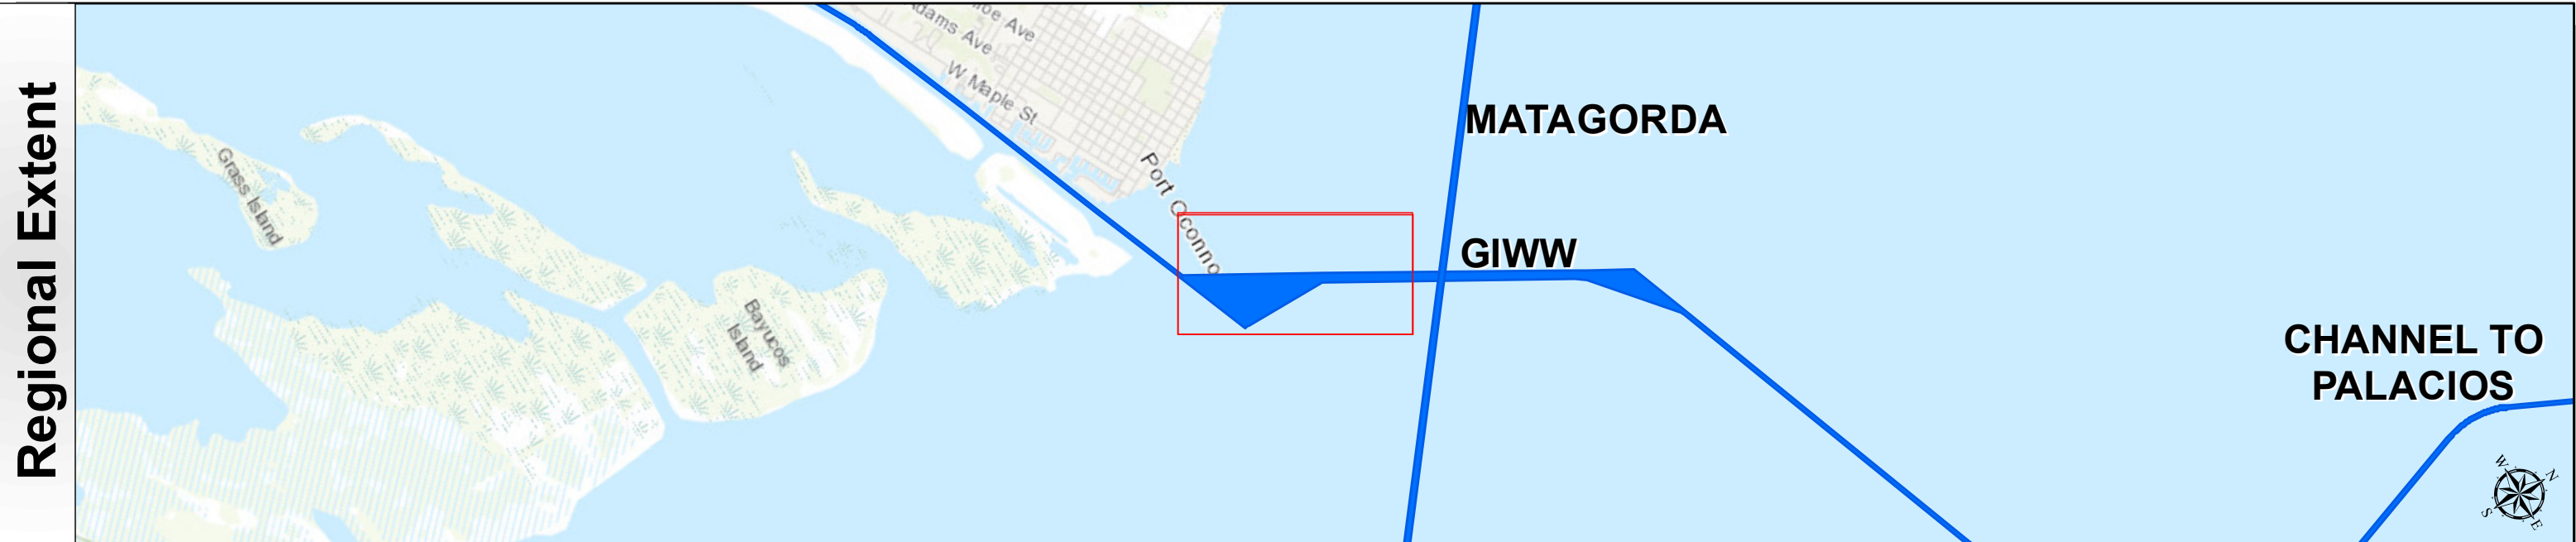 Regional Extent
Adams Ave
W Maple St
Port Oconno
Grass Island
Bayucos
Island
MATAGORDA
GIWW
CHANNEL TO
PALACIOS
W
N
S
E